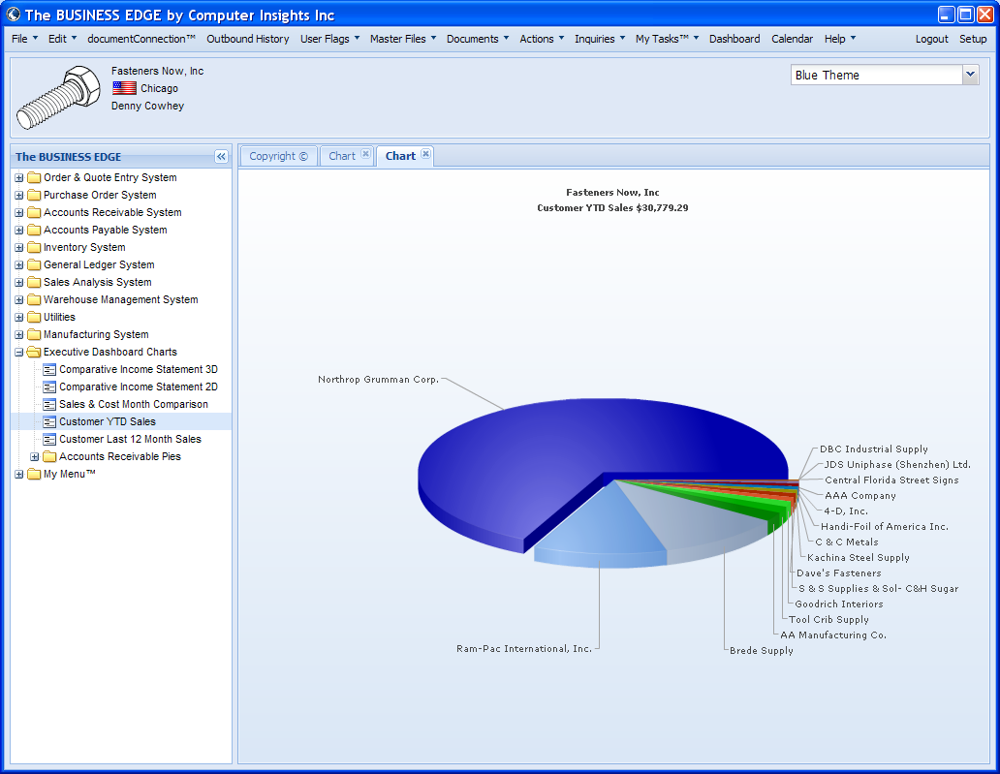 The BUSINESS EDGE by Computer Insights Inc
File Edit documentConnection™ Outbound History User Flags Master Files Documents Actions Inquiries My Tasks™ Dashboard Calendar Help Logout Setup
Fasteners Now, Inc
Chicago
Denny Cowhey
Blue Theme
The BUSINESS EDGE
Order & Quote Entry System
Purchase Order System
Accounts Receivable System
Accounts Payable System
Inventory System
General Ledger System
Sales Analysis System
Warehouse Management System
Utilities
Manufacturing System
Executive Dashboard Charts
Comparative Income Statement 3D
Comparative Income Statement 2D
Sales & Cost Month Comparison
Customer YTD Sales
Customer Last 12 Month Sales
Accounts Receivable Pies
My Menu™
Copyright © Chart Chart
Fasteners Now, Inc
Customer YTD Sales $30,779.29
Northrop Grumman Corp.
DBC Industrial Supply
JDS Uniphase (Shenzhen) Ltd.
Central Florida Street Signs
AAA Company
4-D, Inc.
Handi-Foil of America Inc.
C & C Metals
Kachina Steel Supply
Dave's Fasteners
S & S Supplies & Sol- C&H Sugar
Goodrich Interiors
Tool Crib Supply
AA Manufacturing Co.
Ram-Pac International, Inc.
Brede Supply